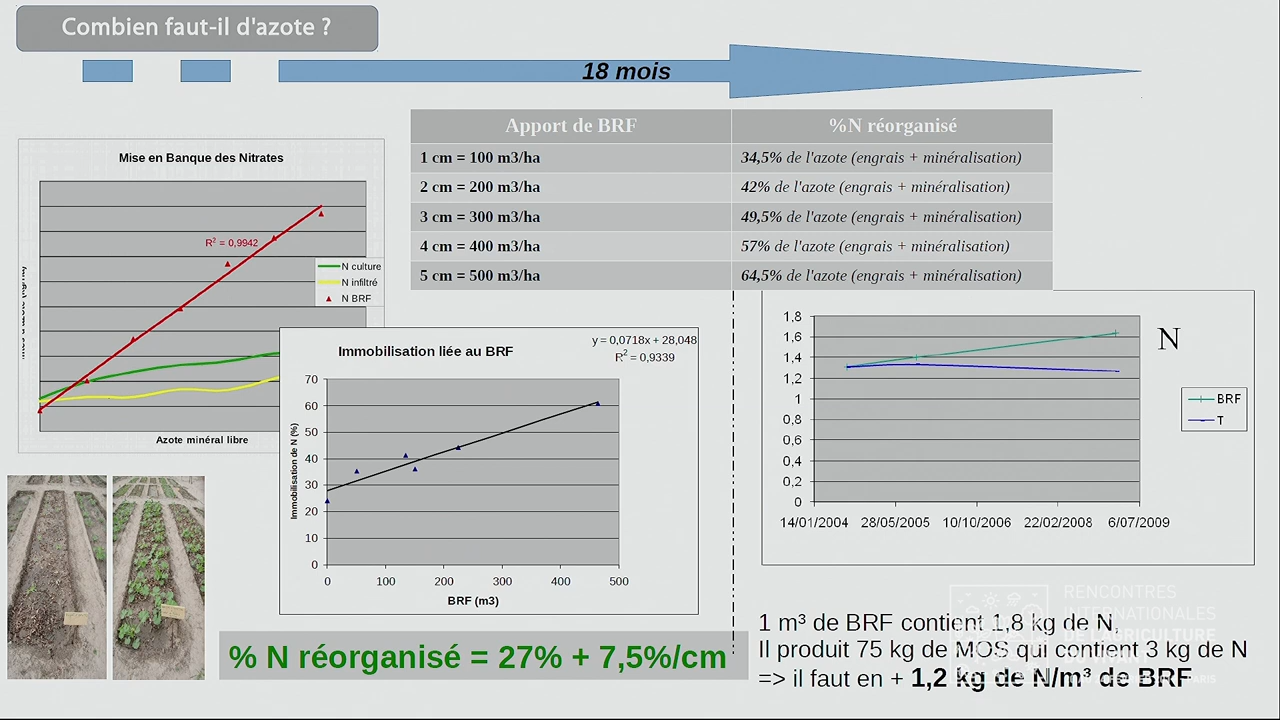 Combien faut-il d'azote ?
18 mois
Apport de BRF %N réorganisé
1 cm = 100 m3/ha 34,5% de l'azote (engrais + minéralisation)
2 cm = 200 m3/ha 42% de l'azote (engrais + minéralisation)
3 cm = 300 m3/ha 49,5% de l'azote (engrais + minéralisation)
4 cm = 400 m3/ha 57% de l'azote (engrais + minéralisation)
5 cm = 500 m3/ha 64,5% de l'azote (engrais + minéralisation)
Mise en Banque des Nitrates
R² = 0,9942
N culture
N infiltré
N BRF
Azote minéral libre
Immobilisation liée au BRF
y = 0,0718x + 28,048
R² = 0,9339
Immobilisation de N (%)
70
60
50
40
30
20
10
0
0 100 200 300 400 500
BRF (m3)
N
1,8
1,6
1,4
1,2
1
0,8
0,6
0,4
0,2
0
14/01/2004 28/05/2005 10/10/2006 22/02/2008 6/07/2009
BRF
T
% N réorganisé = 27% + 7,5%/cm
1 m³ de BRF contient 1,8 kg de N,
Il produit 75 kg de MOS qui contient 3 kg de N
=> il faut en + 1,2 kg de N/m³ de BRF
RENCONTRES
INTERNATIONALES
DE L'AGRICULTURE
DU VIVANT